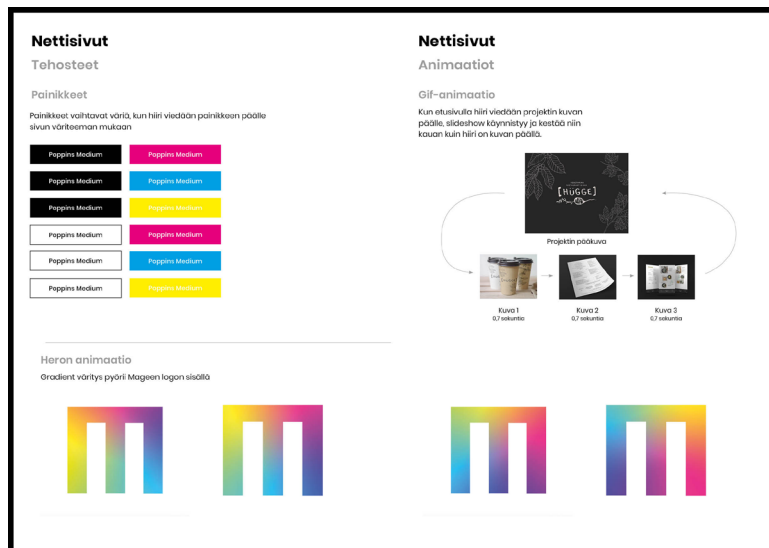 Nettisivut
Tehosteet
Painikkeet
Painikkeet vaihtavat väriä, kun hiiri viedään painikkeen päälle
sivun väriteeman mukaan
Poppins Medium
Poppins Medium
Poppins Medium
Poppins Medium
Poppins Medium
Poppins Medium
Poppins Medium
Poppins Medium
Poppins Medium
Poppins Medium
Poppins Medium
Poppins Medium
Nettisivut
Animaatiot
Gif-animaatio
Kun etusivulla hiiri viedään projektin kuvan
päälle, slideshow käynnistyy ja kestää niin
kauan kuin hiiri on kuvan päällä.
[HÜGGE]
Projektin pääkuva
Kuva 1
0,7 sekuntia
Kuva 2
0,7 sekuntia
Kuva 3
0,7 sekuntia
Heron animaatio
Gradient väritys pyörii Mageen logon sisällä